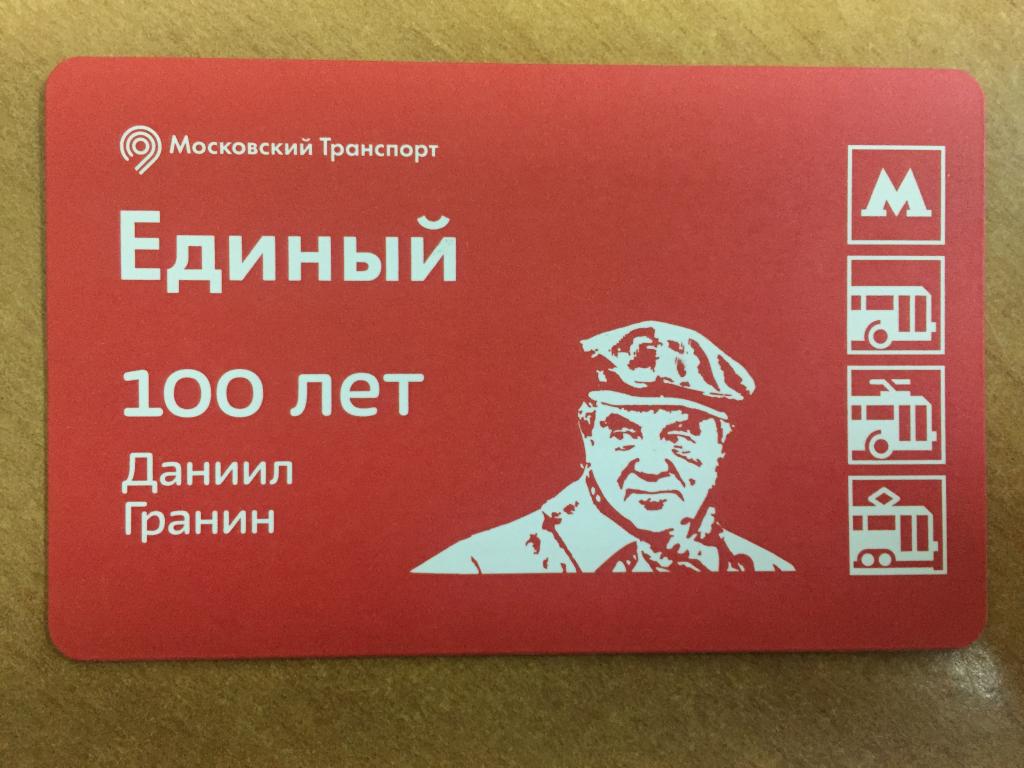 Московский Транспорт
Единый
100 лет
Даниил
Гранин
М